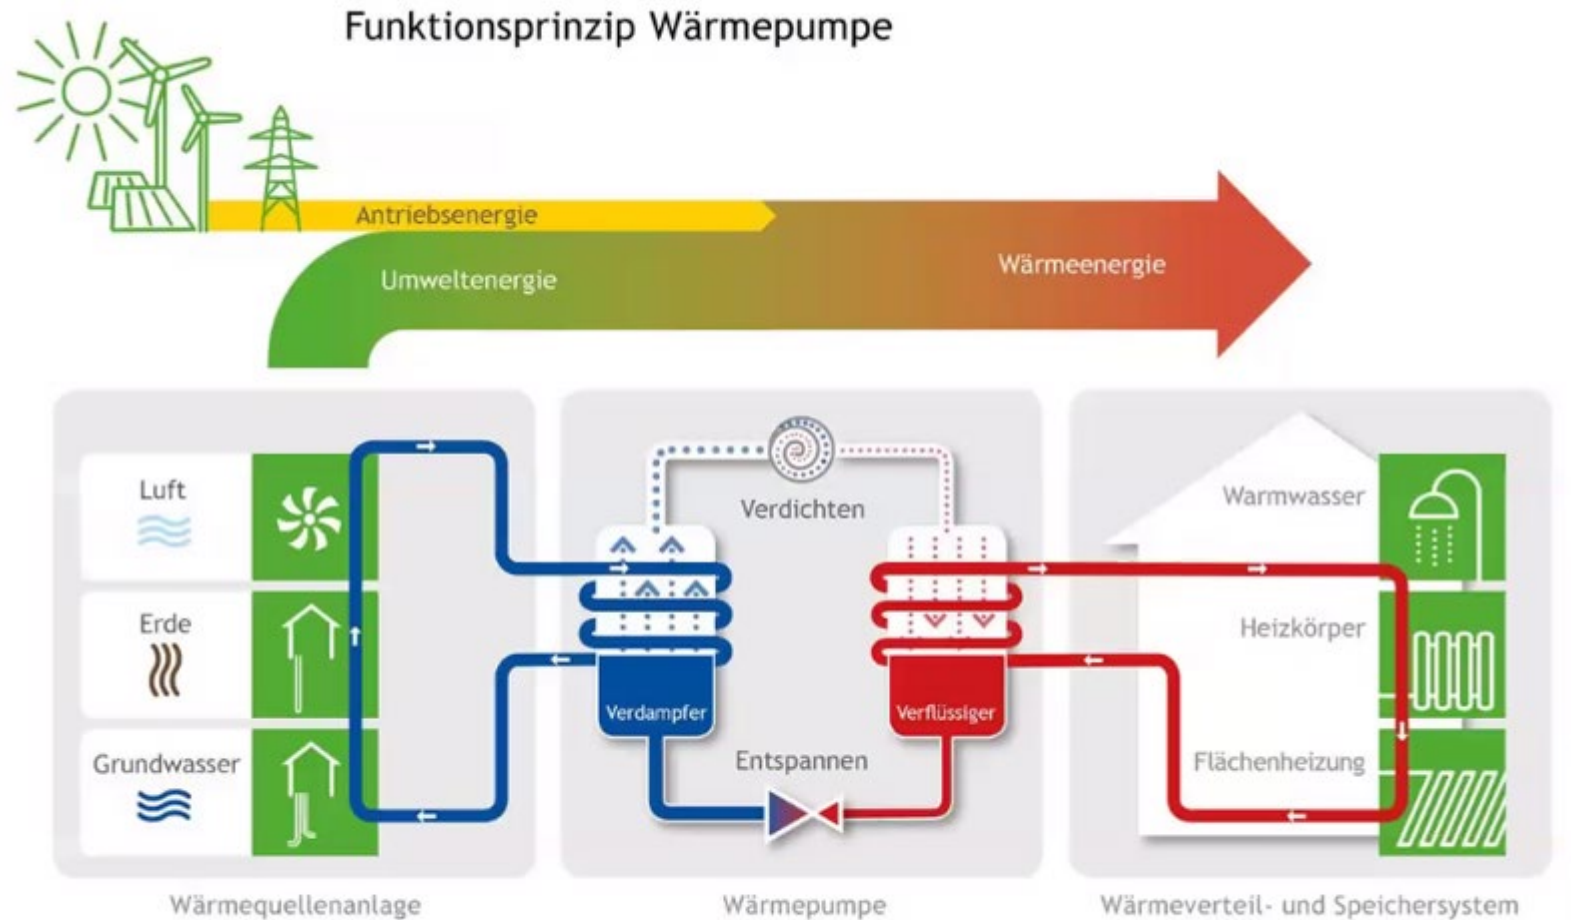 Funktionsprinzip Wärmepumpe
Antriebsenergie
Umweltenergie
Wärmeenergie
Luft
Erde
Grundwasser
Verdichten
Verdampfer
Verflüssiger
Entspannen
Warmwasser
Heizkörper
Flächenheizung
Wärmequellenanlage
Wärmepumpe
Wärmeverteil- und Speichersystem